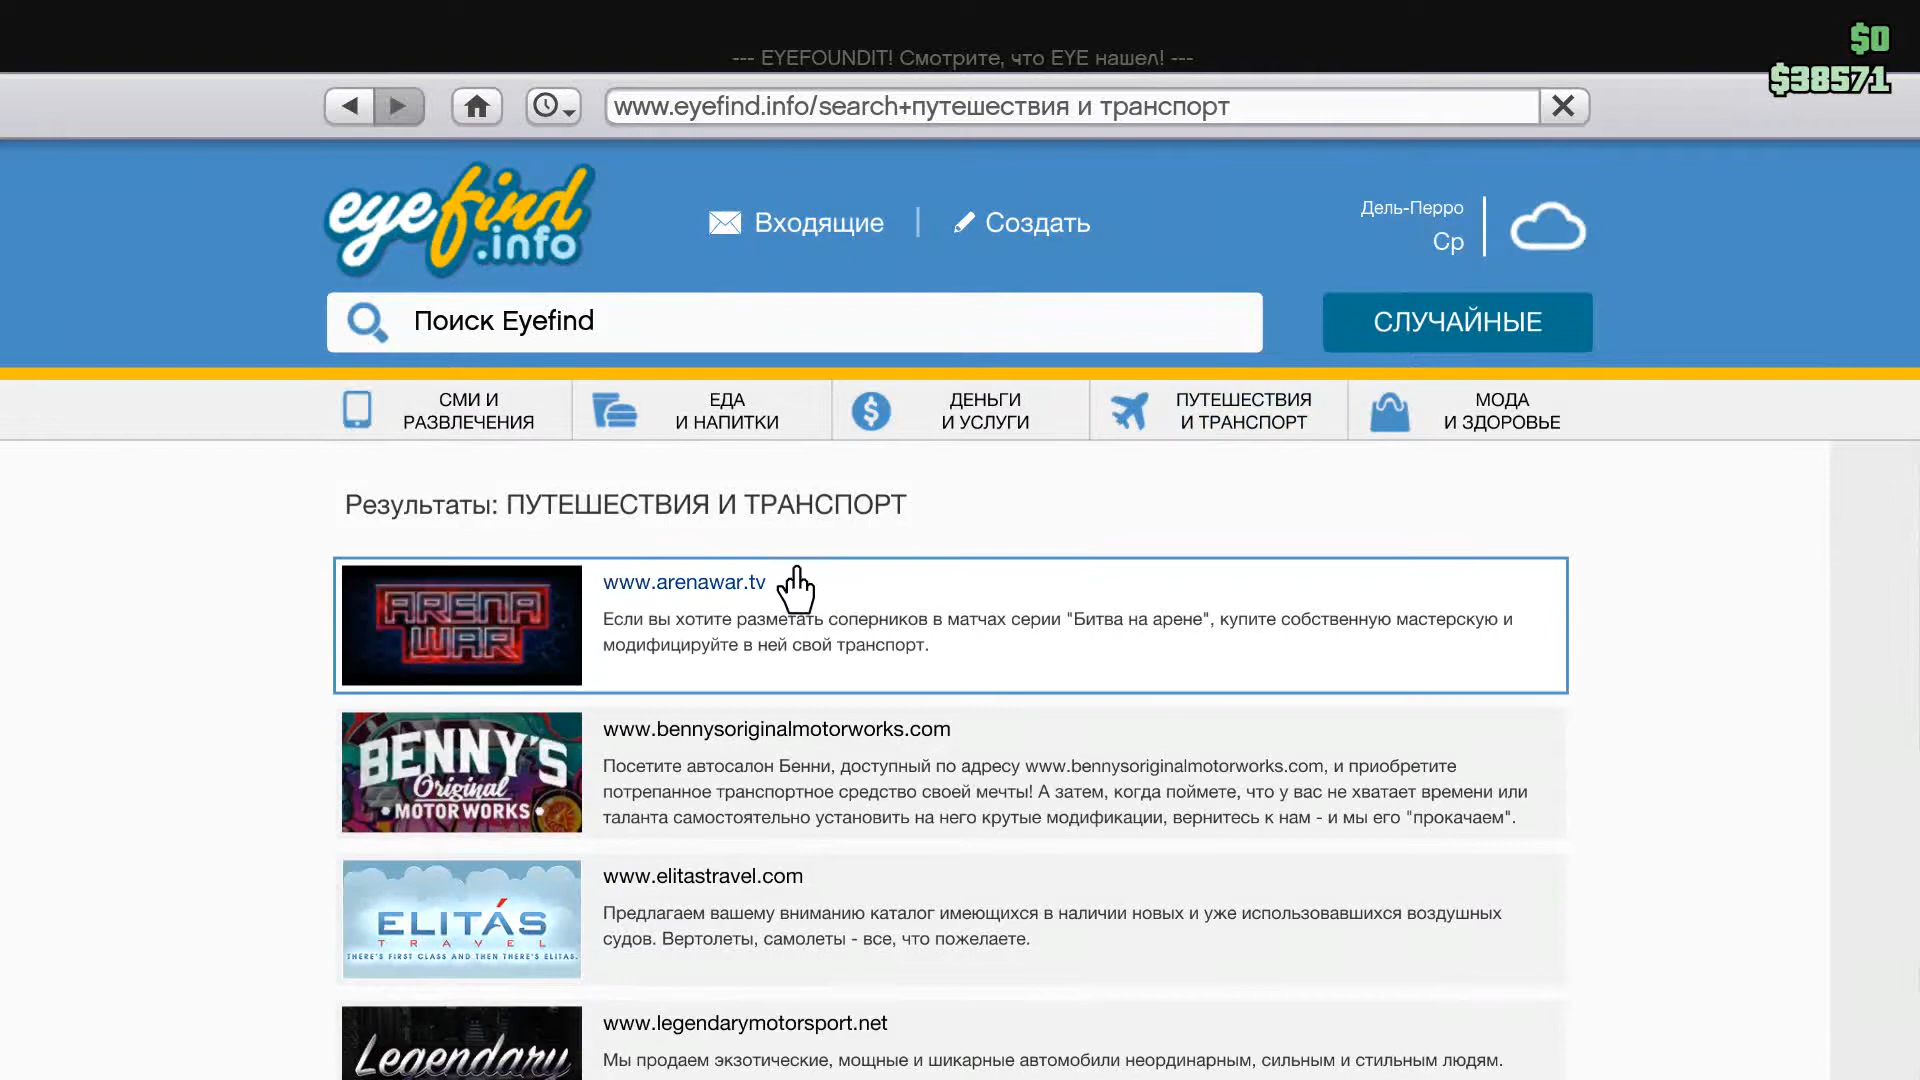 $0
--- EYEFOUNDIT! Смотрите, что EYE нашел! ---
$38571
www.eyefind.info/search+путешествия и транспорт
eyefind
.info
Входящие
Создать
Дель-Перро
Ср
Поиск Eyefind
СЛУЧАЙНЫЕ
СМИ И
РАЗВЛЕЧЕНИЯ
ЕДА
И НАПИТКИ
ДЕНЬГИ
И УСЛУГИ
ПУТЕШЕСТВИЯ
И ТРАНСПОРТ
МОДА
И ЗДОРОВЬЕ
Результаты: ПУТЕШЕСТВИЯ И ТРАНСПОРТ
ARENA
WAR
www.arenawar.tv
Если вы хотите разметать соперников в матчах серии "Битва на арене", купите собственную мастерскую и
модифицируйте в ней свой транспорт.
BENNY'S
Original
MOTOR WORKS
www.bennysoriginalmotorworks.com
Посетите автосалон Бенни, доступный по адресу www.bennysoriginalmotorworks.com, и приобретите
потрепанное транспортное средство своей мечты! А затем, когда поймете, что у вас не хватает времени или
таланта самостоятельно установить на него крутые модификации, вернитесь к нам - и мы его "прокачаем".
ELITÁS
TRAVEL
THERE'S FIRST CLASS AND THEN THERE'S ELITAS.
www.elitastravel.com
Предлагаем вашему вниманию каталог имеющихся в наличии новых и уже использовавшихся воздушных
судов. Вертолеты, самолеты - все, что пожелаете.
Legendary
www.legendarymotorsport.net
Мы продаем экзотические, мощные и шикарные автомобили неординарным, сильным и стильным людям.